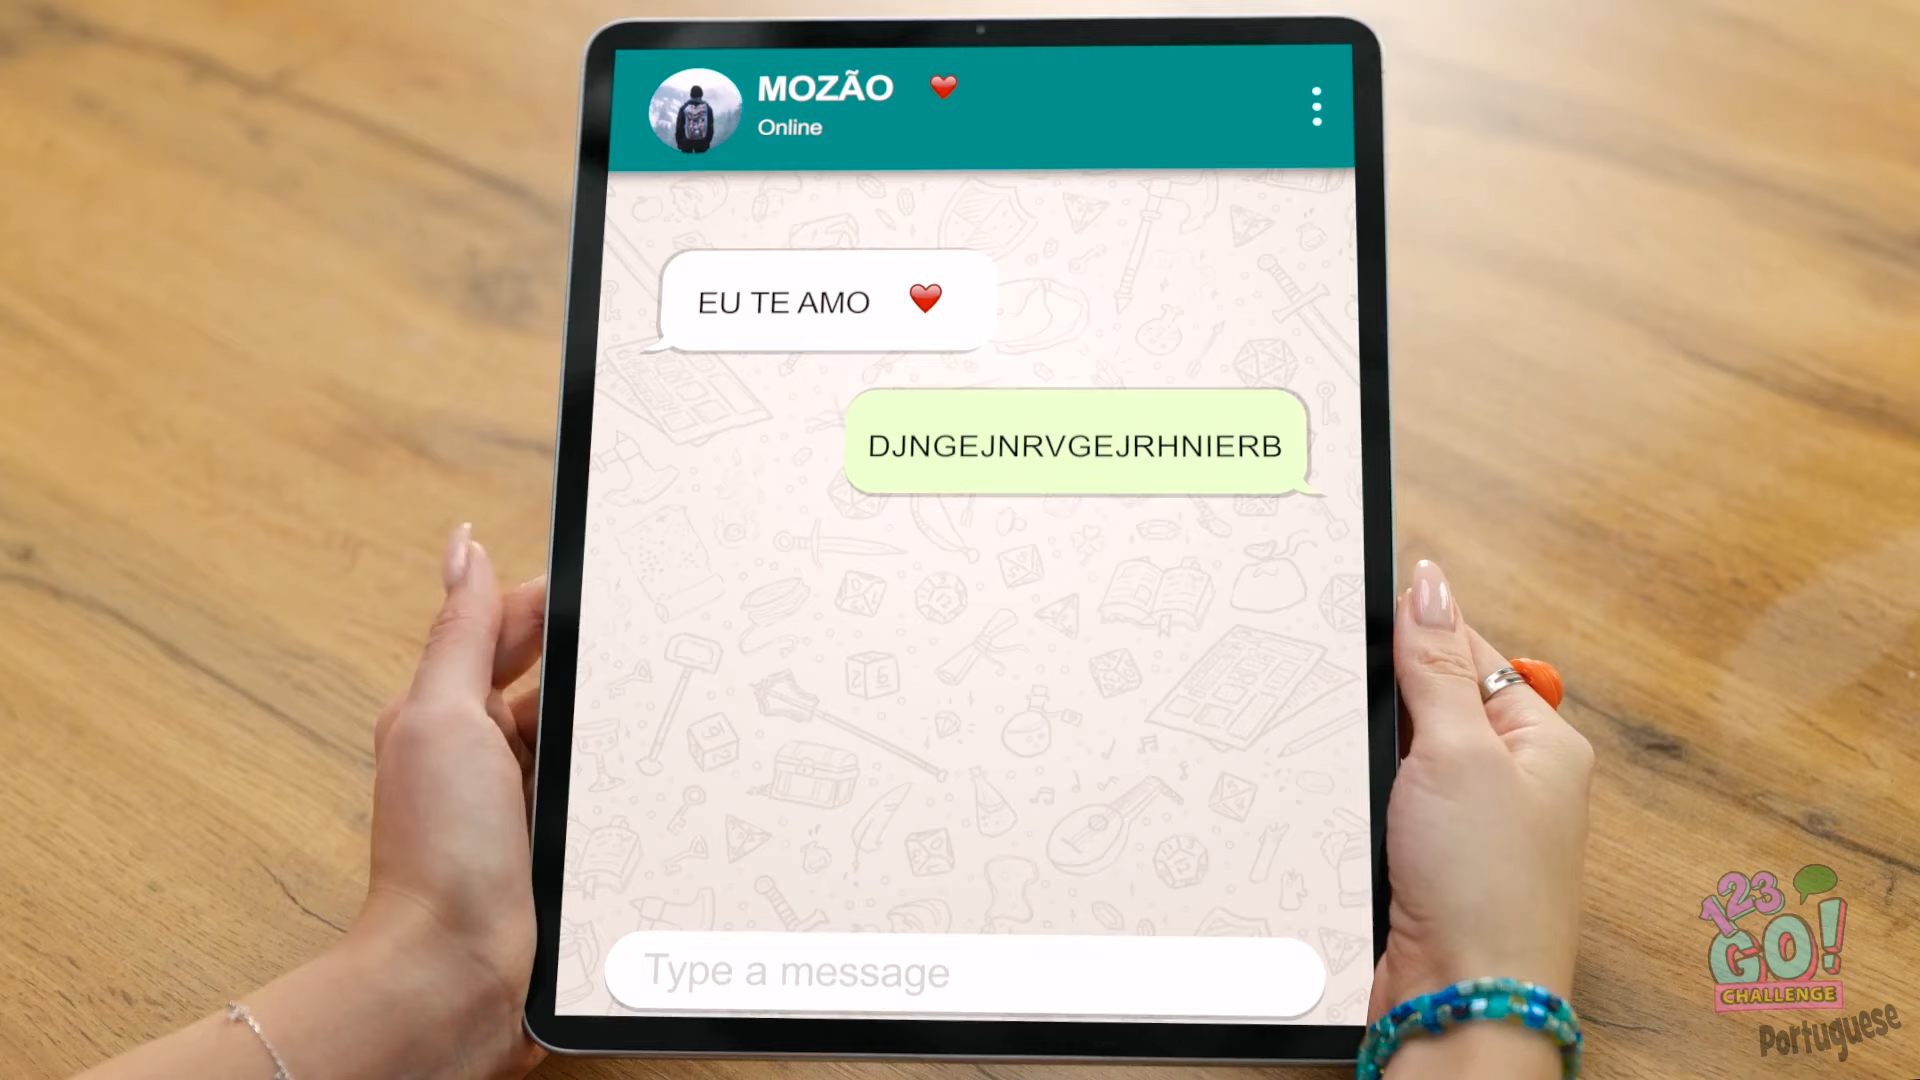 MOZÃO ❤️
Online
EU TE AMO ❤️
DJNGEJNRVGEJRHNIERB
Type a message
123
GO!
CHALLENGE
Portuguese